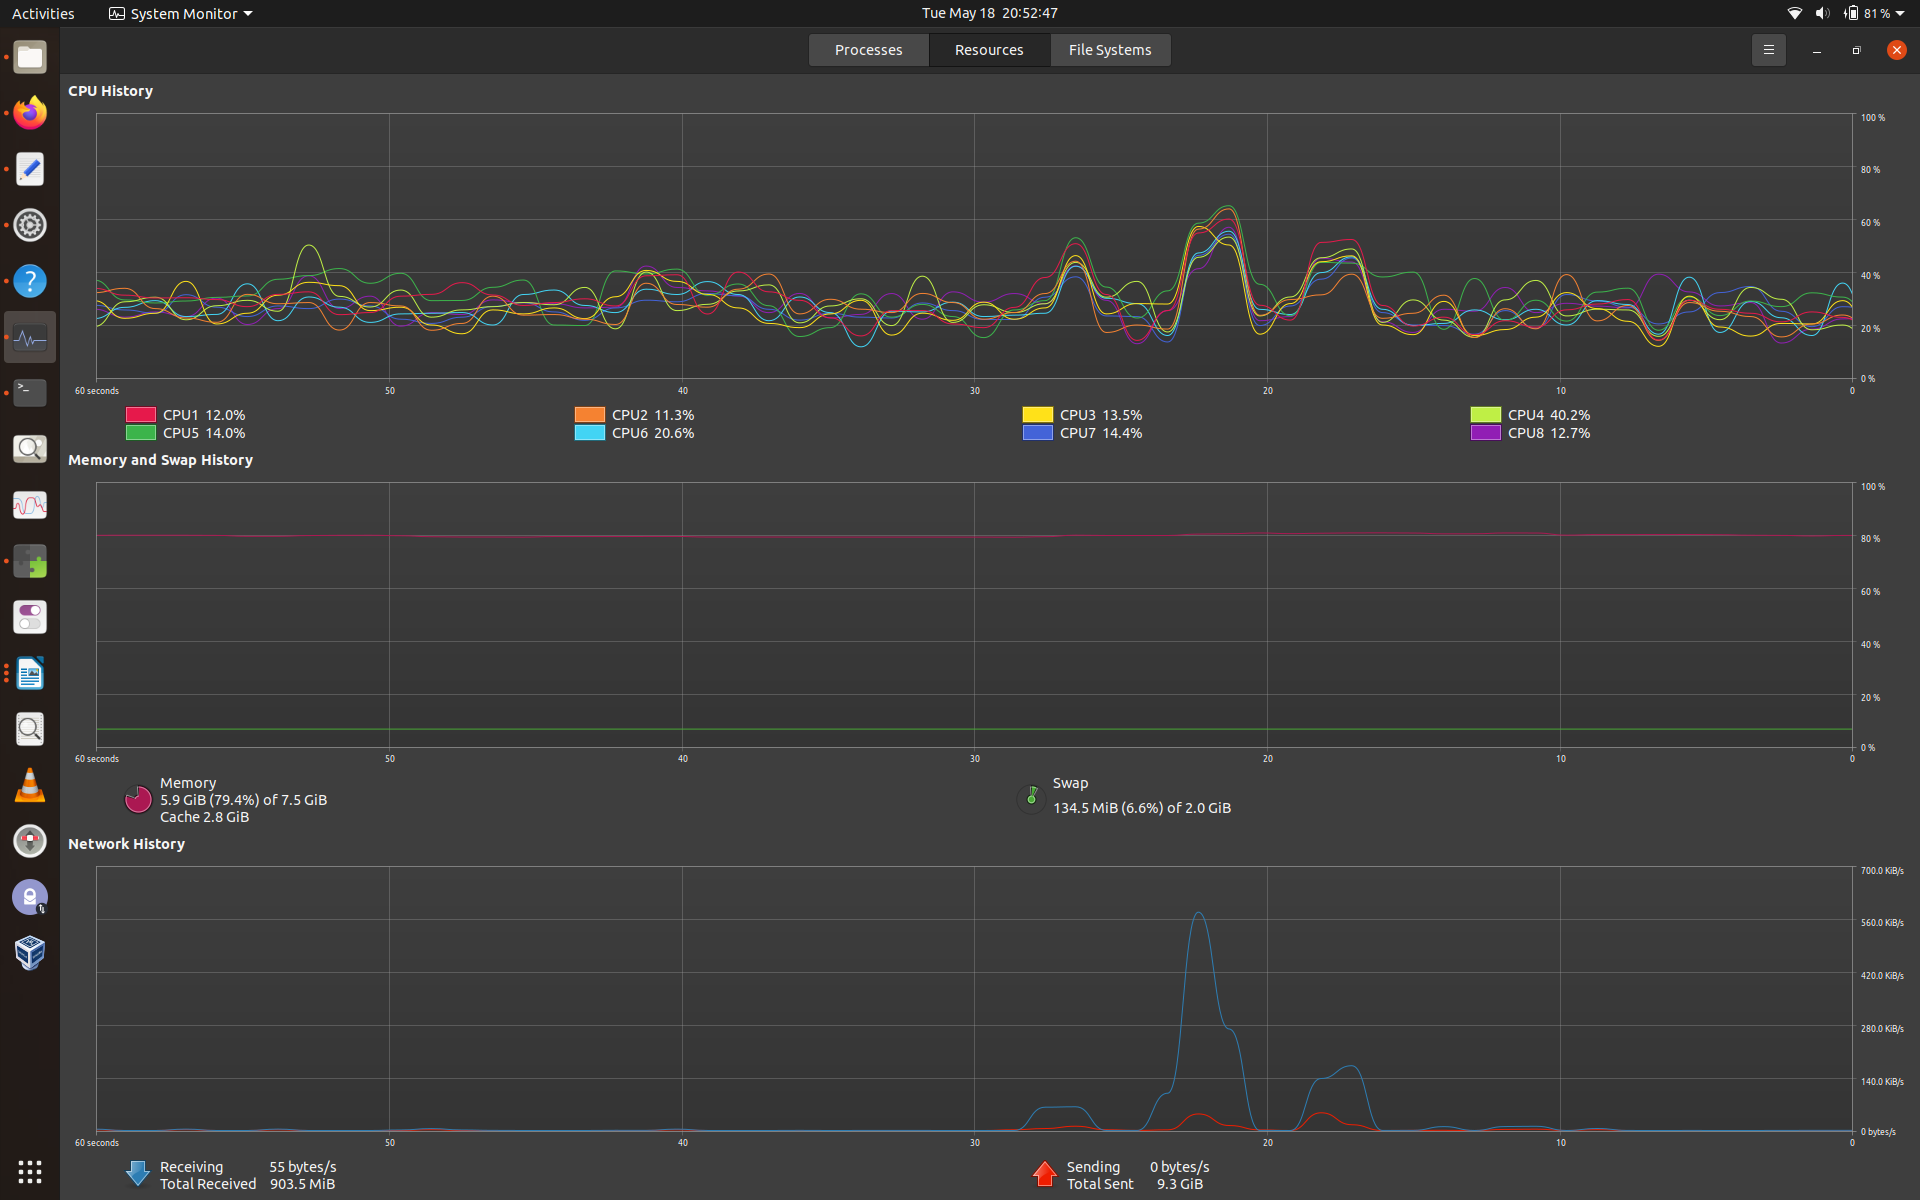 Activities System Monitor Tue May 18 20:52:47 81 %
Processes Resources File Systems
CPU History
100 %
80 %
60 %
40 %
20 %
0 %
60 seconds 50 40 30 20 10 0
CPU1 12.0% CPU2 11.3% CPU3 13.5% CPU4 40.2%
CPU5 14.0% CPU6 20.6% CPU7 14.4% CPU8 12.7%
Memory and Swap History
100 %
80 %
60 %
40 %
20 %
0 %
60 seconds 50 40 30 20 10 0
Memory Swap
5.9 GiB (79.4%) of 7.5 GiB 134.5 MiB (6.6%) of 2.0 GiB
Cache 2.8 GiB
Network History
700.0 KiB/s
560.0 KiB/s
420.0 KiB/s
280.0 KiB/s
140.0 KiB/s
0 bytes/s
60 seconds 50 40 30 20 10 0
Receiving 55 bytes/s Sending 0 bytes/s
Total Received 903.5 MiB Total Sent 9.3 GiB